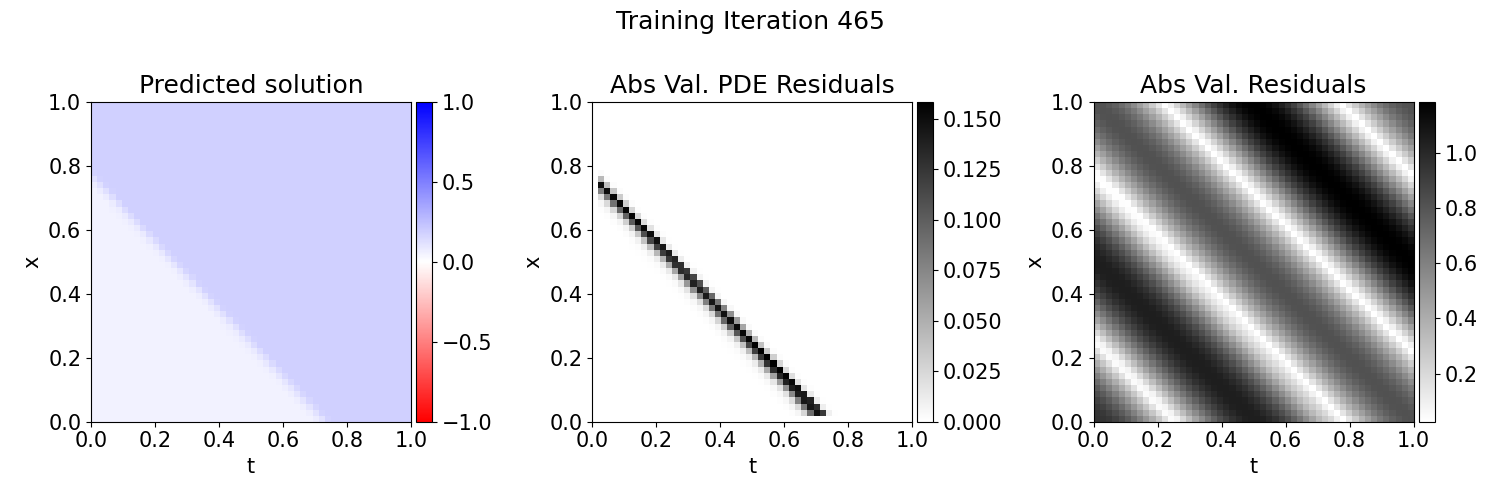 Training Iteration 465
Predicted solution
1.0
0.8
0.6
0.4
0.2
0.0
x
0.0 0.2 0.4 0.6 0.8 1.0
t
1.0
0.5
0.0
−0.5
−1.0
Abs Val. PDE Residuals
1.0
0.8
0.6
0.4
0.2
0.0
x
0.0 0.2 0.4 0.6 0.8 1.0
t
0.150
0.125
0.100
0.075
0.050
0.025
0.000
Abs Val. Residuals
1.0
0.8
0.6
0.4
0.2
0.0
x
0.0 0.2 0.4 0.6 0.8 1.0
t
1.0
0.8
0.6
0.4
0.2